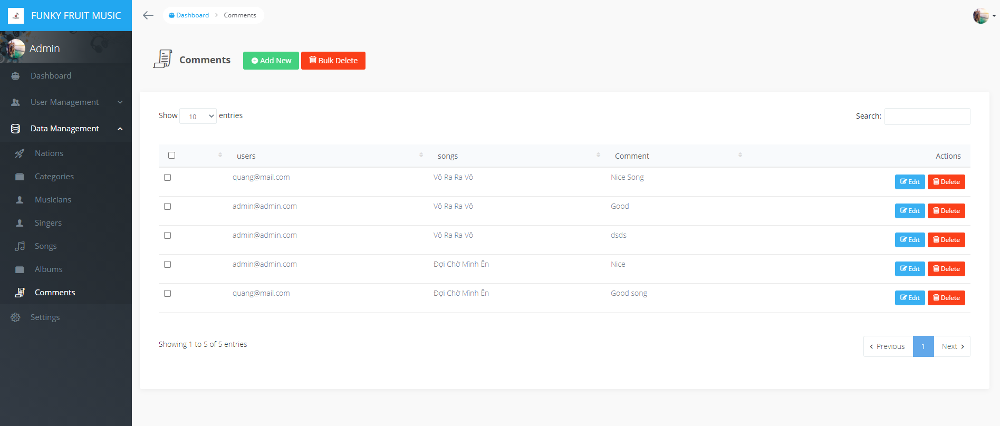 FUNKY FRUIT MUSIC
Dashboard
Comments
Admin
Dashboard
User Management
Data Management
Nations
Categories
Musicians
Singers
Songs
Albums
Comments
Settings
Comments
Add New
Bulk Delete
Show 10 entries
Search:
users songs Comment Actions
quang@mail.com Vô Ra Ra Vô Nice Song Edit Delete
admin@admin.com Vô Ra Ra Vô Good Edit Delete
admin@admin.com Vô Ra Ra Vô dsds Edit Delete
admin@admin.com Đợi Chờ Mình Ên Nice Edit Delete
quang@mail.com Đợi Chờ Mình Ên Good song Edit Delete
Showing 1 to 5 of 5 entries
Previous 1 Next